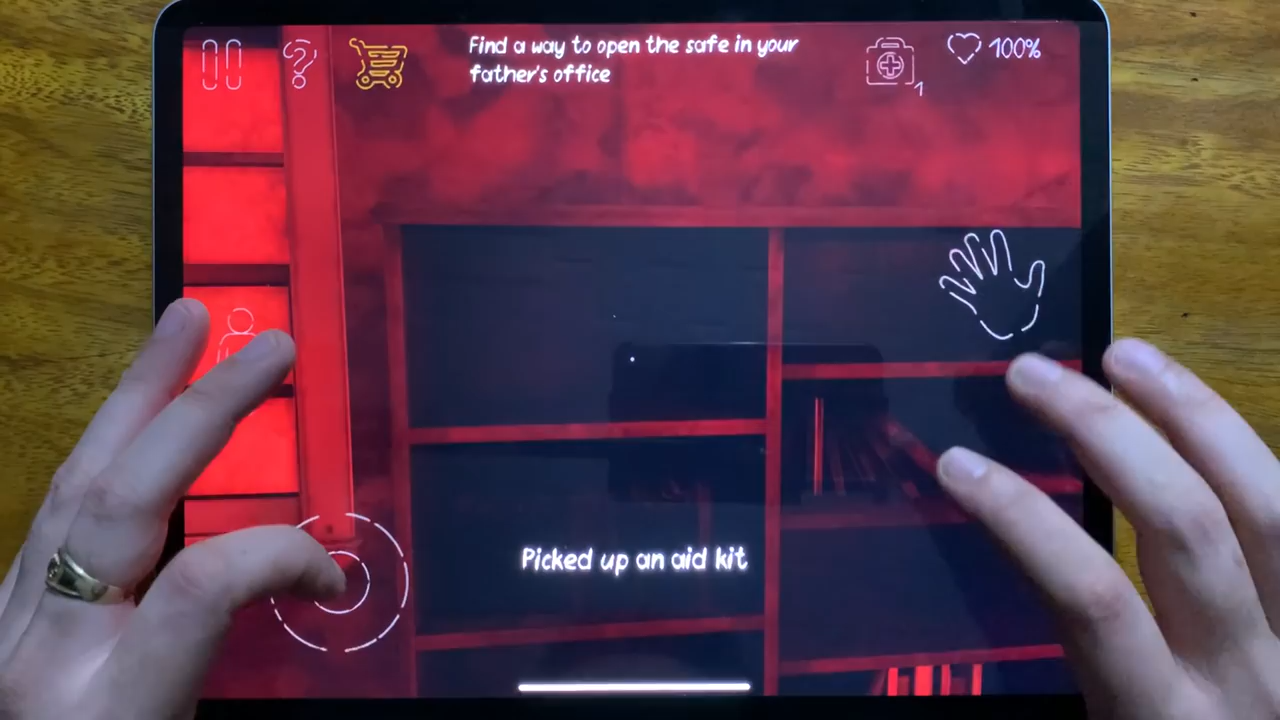 Find a way to open the safe in your
father's office
1
100%
Picked up an aid kit